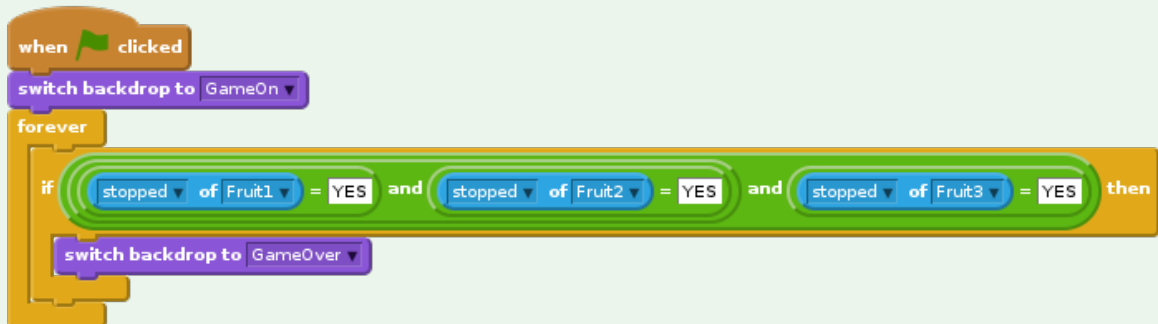 when clicked
switch backdrop to GameOn
forever
if stopped of Fruit1 = YES and stopped of Fruit2 = YES and stopped of Fruit3 = YES then
switch backdrop to GameOver